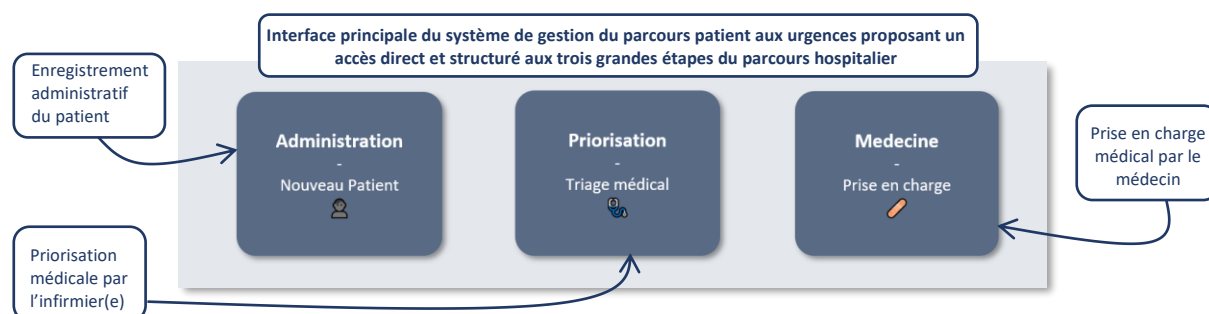 Interface principale du système de gestion du parcours patient aux urgences proposant un
accès direct et structuré aux trois grandes étapes du parcours hospitalier
Enregistrement
administratif
du patient
Administration
-
Nouveau Patient
Priorisation
-
Triage médical
Medecine
-
Prise en charge
Prise en charge
médical par le
médecin
Priorisation
médicale par
l’infirmier(e)